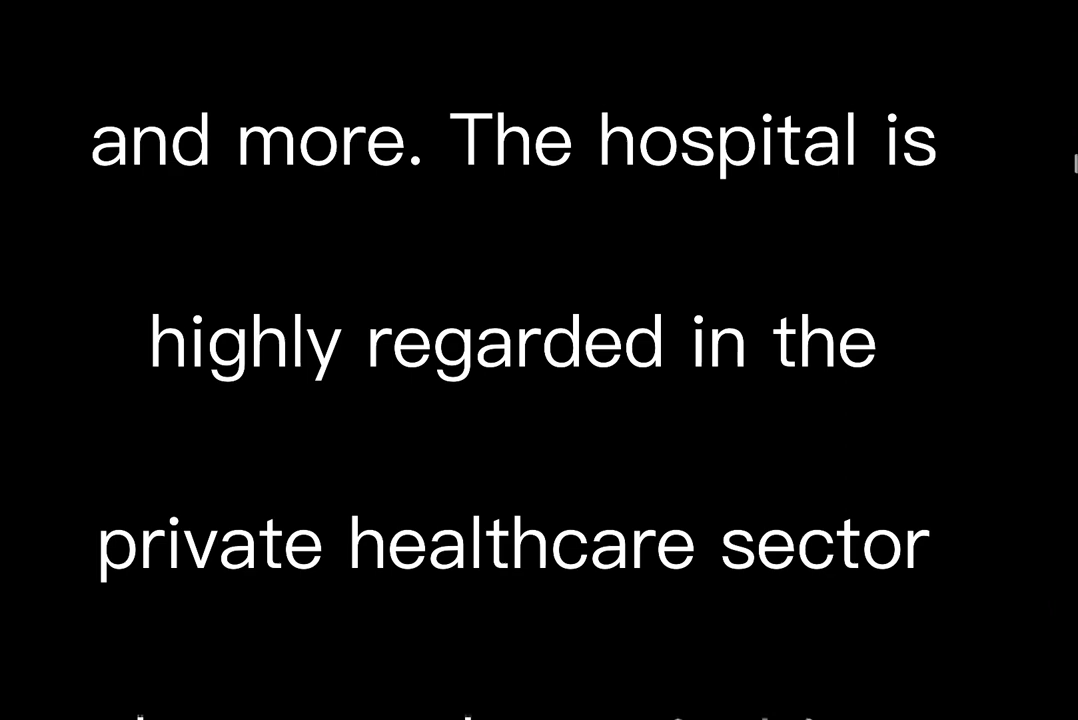 and more. The hospital is
highly regarded in the
private healthcare sector